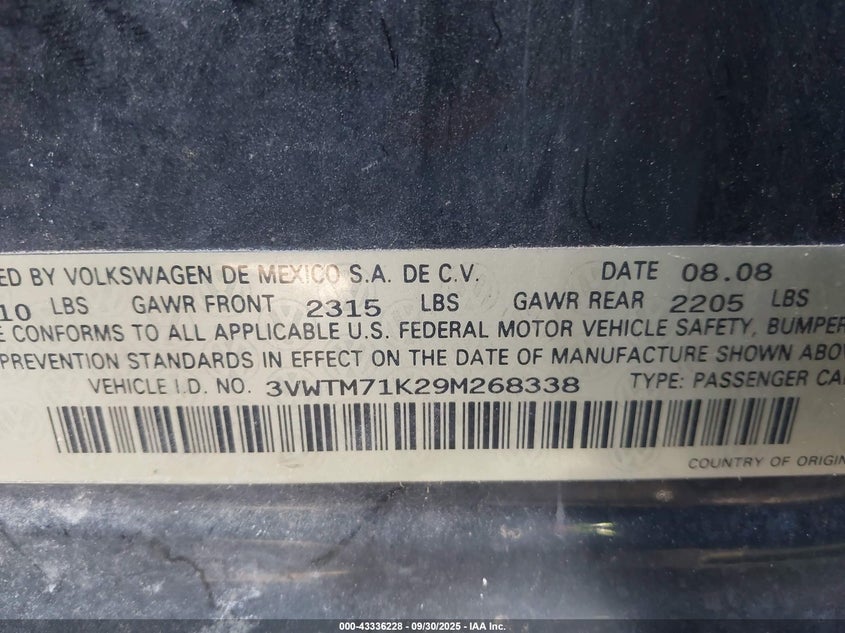 ED BY VOLKSWAGEN DE MEXICO S.A. DE C.V. DATE 08.08
10 LBS GAWR FRONT 2315 LBS GAWR REAR 2205 LBS
E CONFORMS TO ALL APPLICABLE U.S. FEDERAL MOTOR VEHICLE SAFETY, BUMPER
PREVENTION STANDARDS IN EFFECT ON THE DATE OF MANUFACTURE SHOWN ABOV
VEHICLE I.D. NO. 3VWTM71K29M268338 TYPE: PASSENGER CA
COUNTRY OF ORIGIN
000-43336228 - 09/30/2025 - IAA Inc.